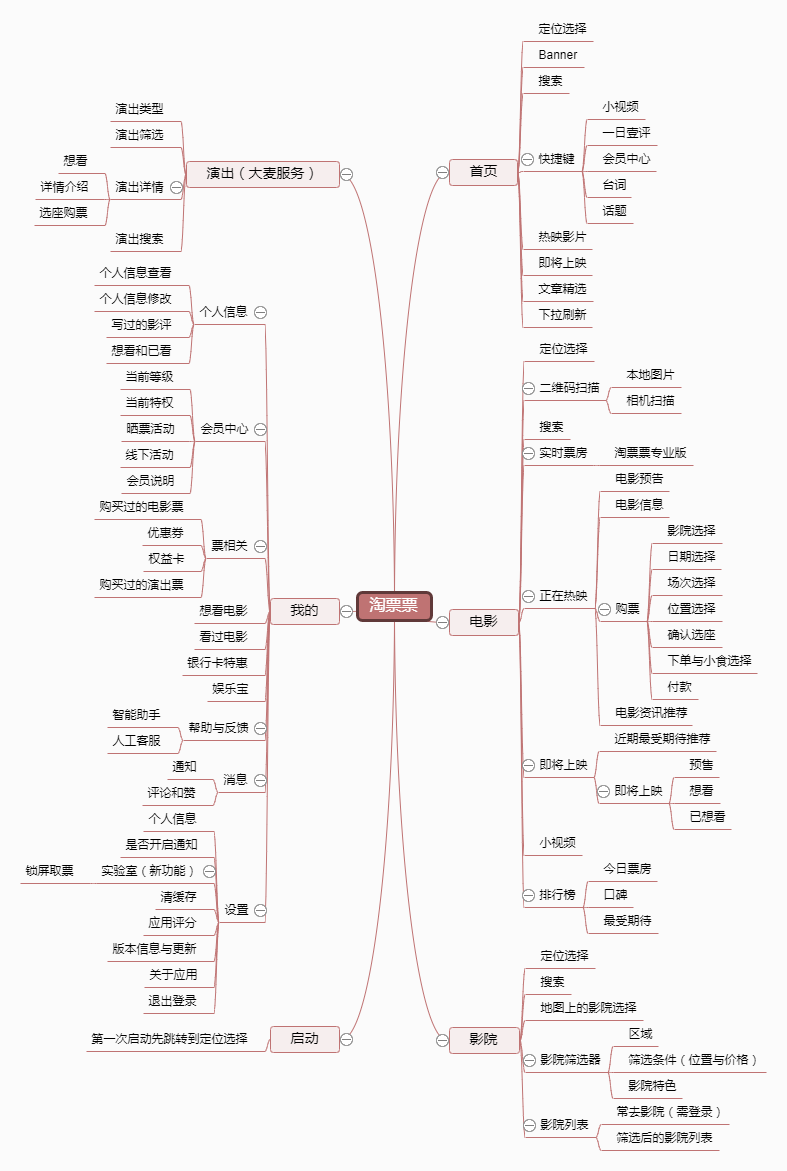 淘票票
首页
定位选择
Banner
搜索
快捷键
小视频
一日壹评
会员中心
台词
话题
热映影片
即将上映
文章精选
下拉刷新
电影
定位选择
二维码扫描
本地图片
相机扫描
搜索
实时票房
淘票票专业版
正在热映
电影预告
电影信息
购票
影院选择
日期选择
场次选择
位置选择
确认选座
下单与小食选择
付款
电影资讯推荐
即将上映
近期最受期待推荐
即将上映
预售
想看
已想看
小视频
排行榜
今日票房
口碑
最受期待
影院
定位选择
搜索
地图上的影院选择
影院筛选器
区域
筛选条件（位置与价格）
影院特色
影院列表
常去影院（需登录）
筛选后的影院列表
演出（大麦服务）
演出类型
演出筛选
演出详情
想看
详情介绍
选座购票
演出搜索
我的
个人信息
个人信息查看
个人信息修改
写过的影评
想看和已看
会员中心
当前等级
当前特权
晒票活动
线下活动
会员说明
票相关
购买过的电影票
优惠券
权益卡
购买过的演出票
想看电影
看过电影
银行卡特惠
娱乐宝
帮助与反馈
智能助手
人工客服
消息
通知
评论和赞
设置
个人信息
是否开启通知
实验室（新功能）
锁屏取票
清缓存
应用评分
版本信息与更新
关于应用
退出登录
启动
第一次启动先跳转到定位选择